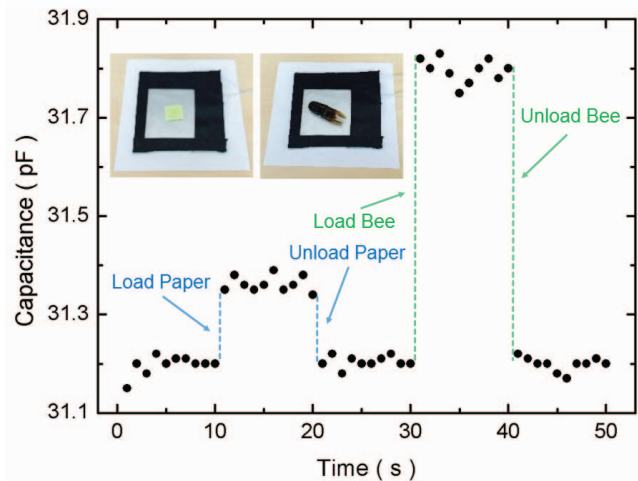 31.9
31.7
31.5
31.3
31.1
Capacitance ( pF )
Unload Bee
Load Bee
Unload Paper
Load Paper
0 10 20 30 40 50
Time ( s )